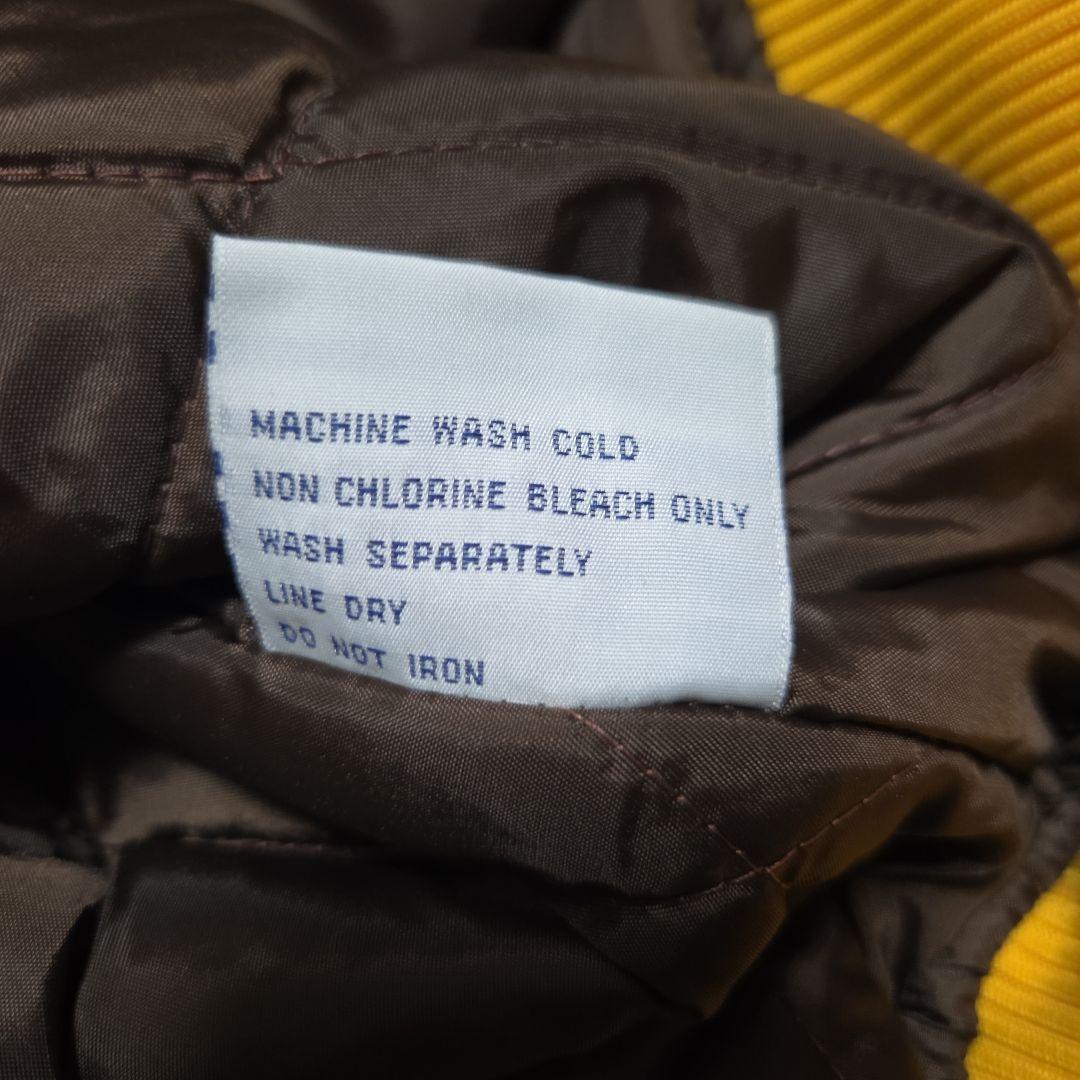 MACHINE WASH COLD
NON CHLORINE BLEACH ONLY
WASH SEPARATELY
LINE DRY
DO NOT IRON